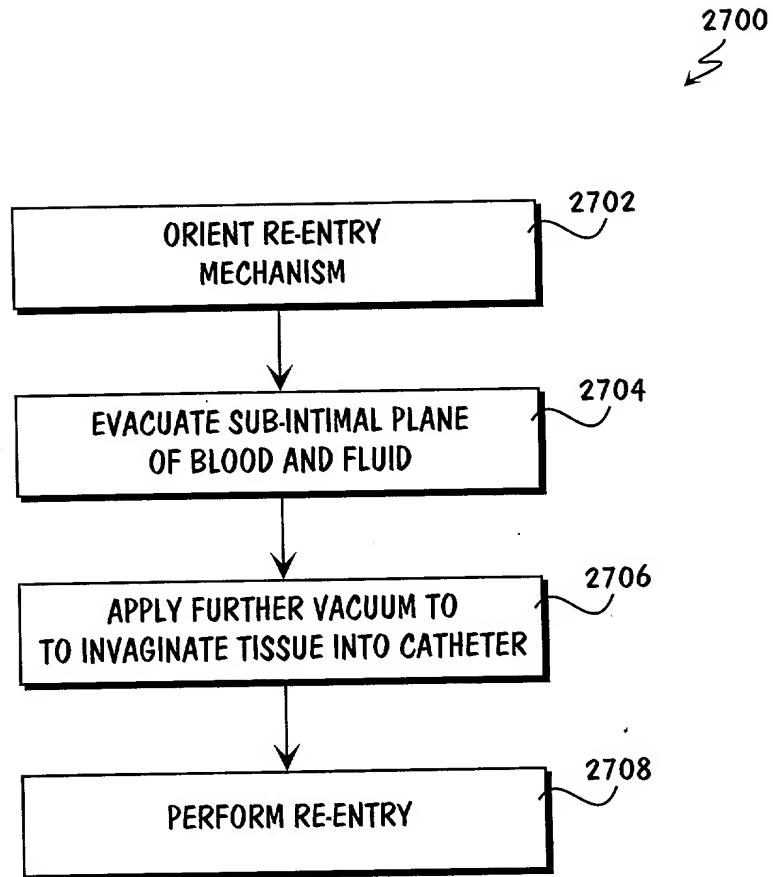 2700
2702
ORIENT RE-ENTRY
MECHANISM
2704
EVACUATE SUB-INTIMAL PLANE
OF BLOOD AND FLUID
2706
APPLY FURTHER VACUUM TO
TO INVAGINATE TISSUE INTO CATHETER
2708
PERFORM RE-ENTRY